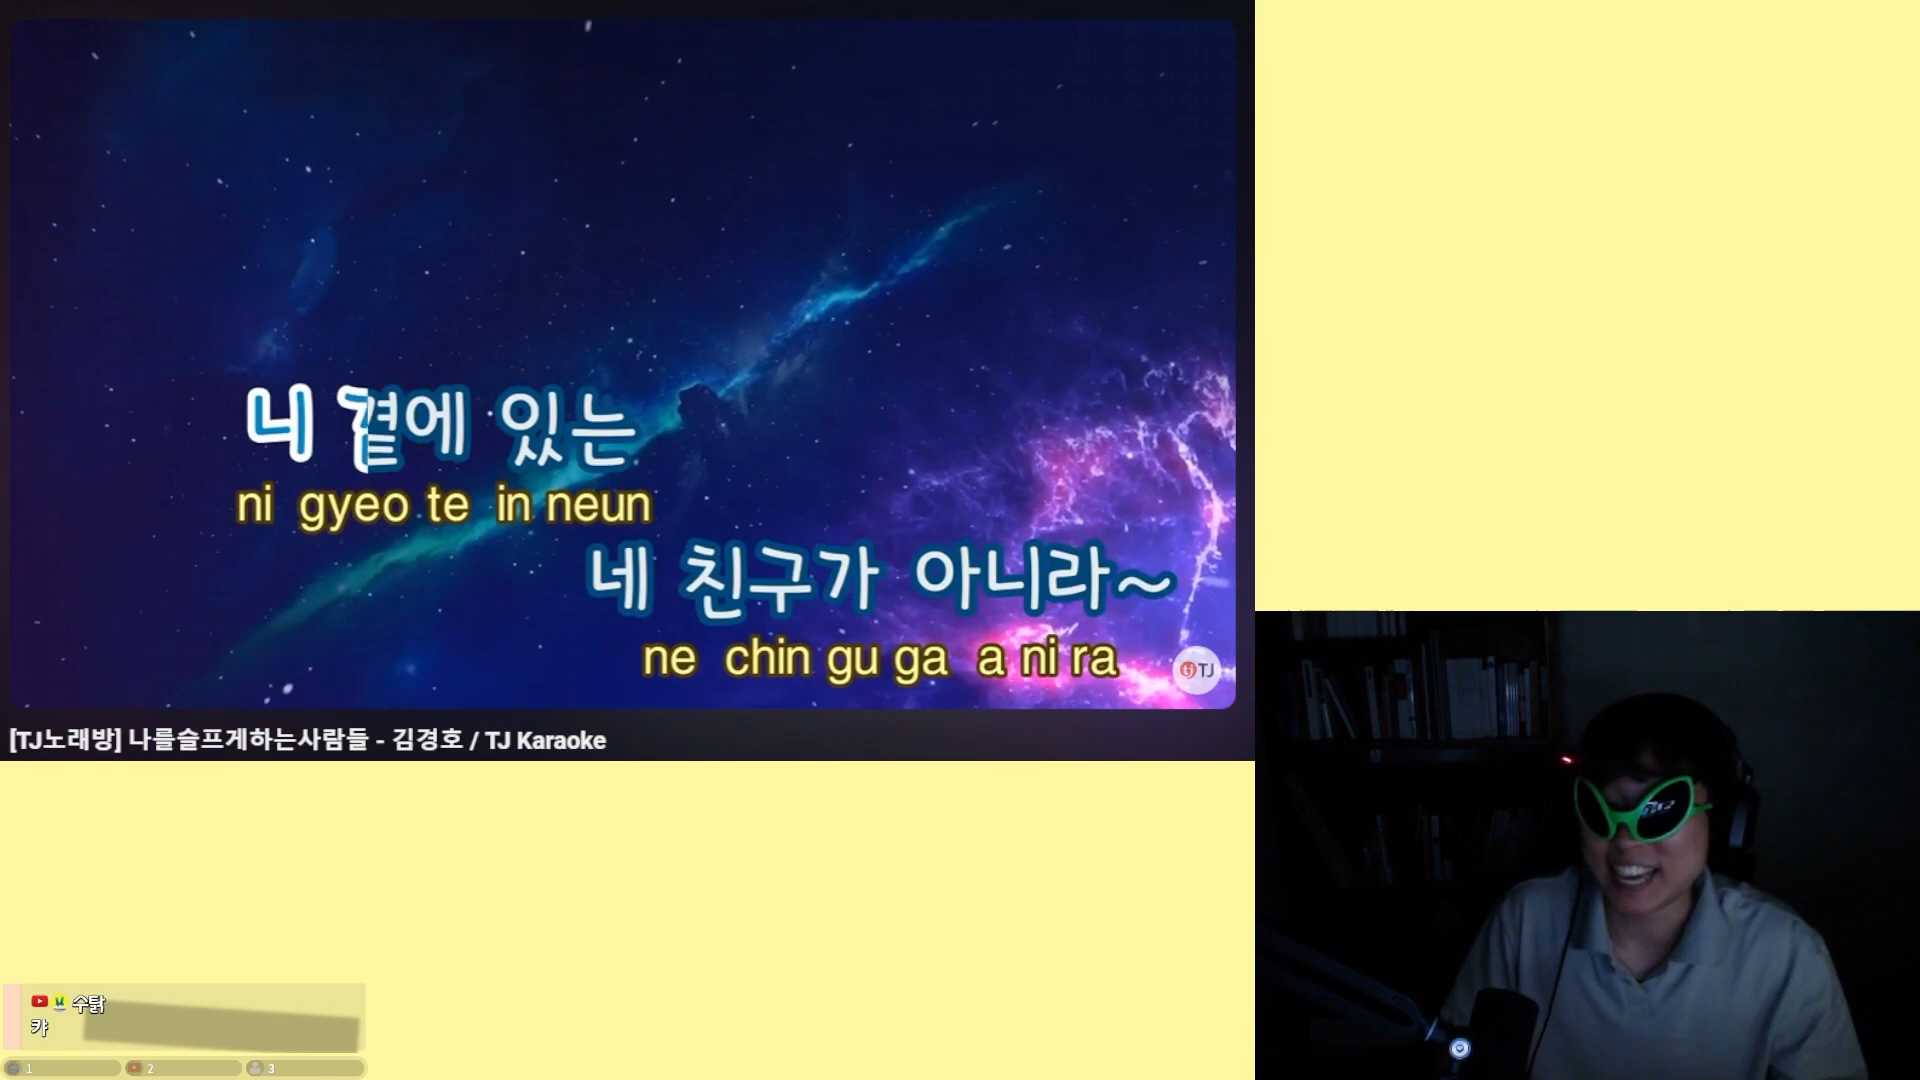 니 곁에 있는
ni gyeo te in neun
네 친구가 아니라~
ne chin gu ga a ni ra
TJ
[TJ노래방] 나를슬프게하는사람들 - 김경호 / TJ Karaoke
수탉
캬
1 2 3